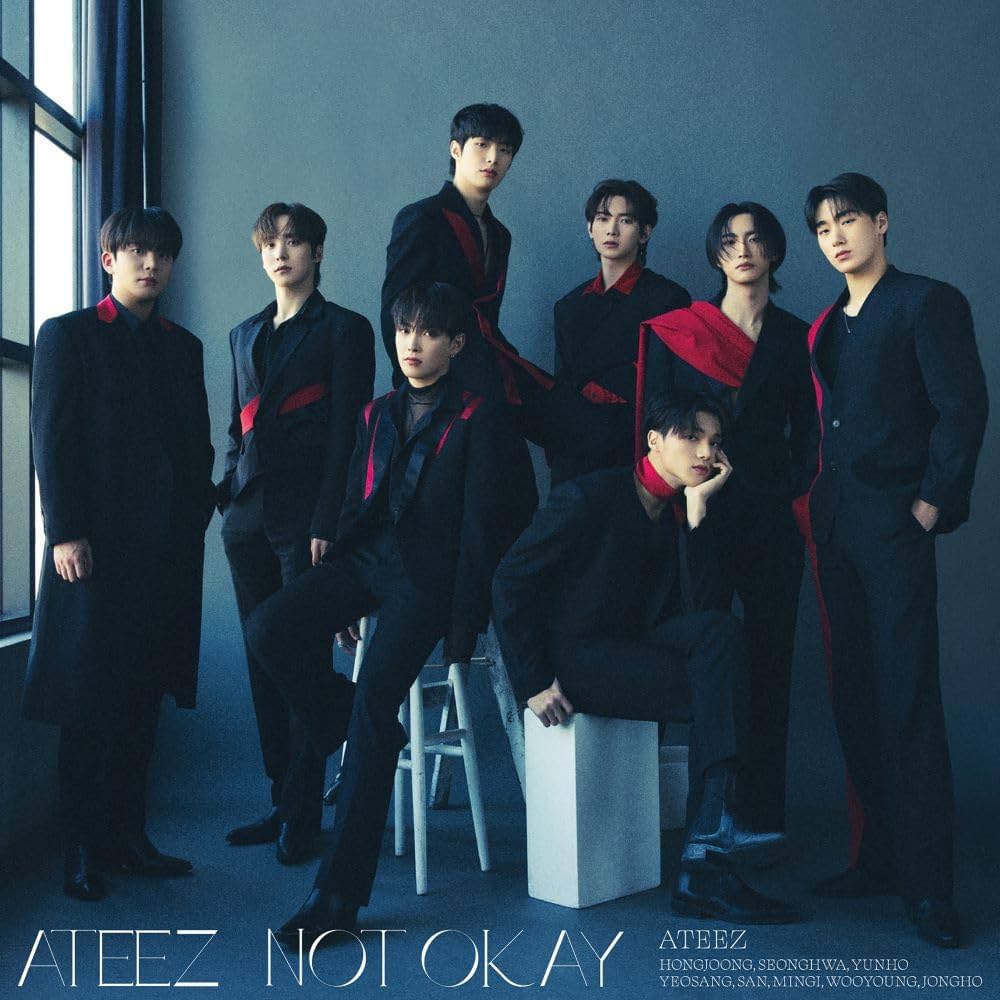 ATEEZ NOT OKAY
ATEEZ
HONGJOONG, SEONGHWA, YUNHO
YEOSANG, SAN, MINGI, WOOYOUNG, JONGHO